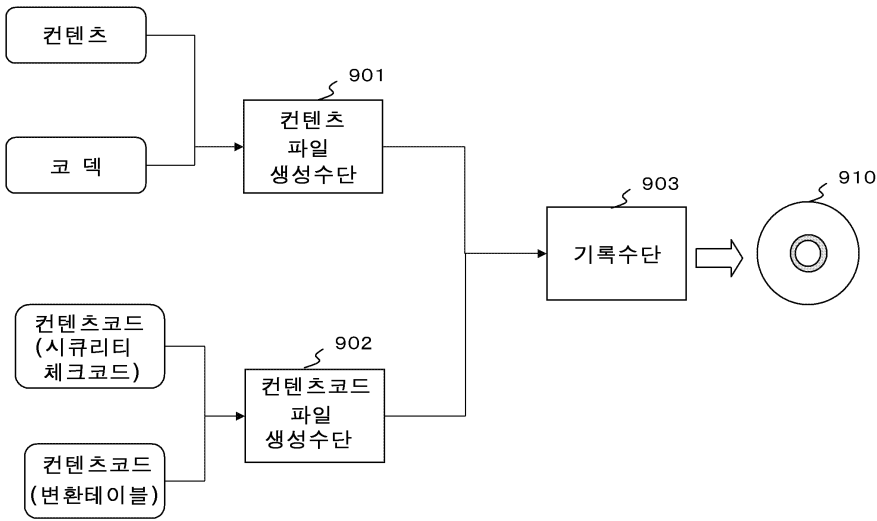 컨텐츠
코 덱
901
컨텐츠
파일
생성수단
903
기록수단
910
컨텐츠코드
(시큐리티
체크코드)
902
컨텐츠코드
파일
생성수단
컨텐츠코드
(변환테이블)